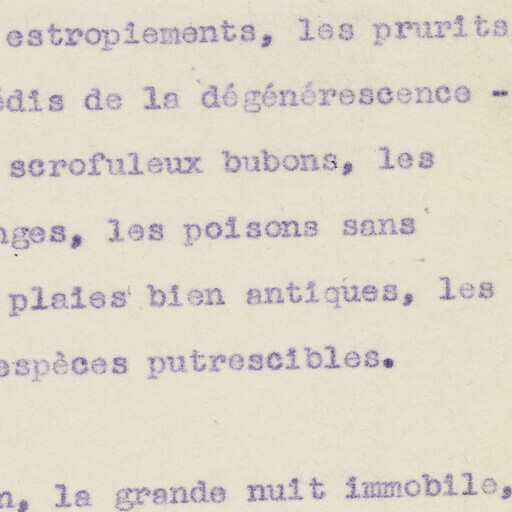 estropiements, les prurits
édis de la dégénérescence -
scrofuleux bubons, les
nges, les poisons sans
plaies bien antiques, les
espèces putrescibles.
n, la grande nuit immobile,